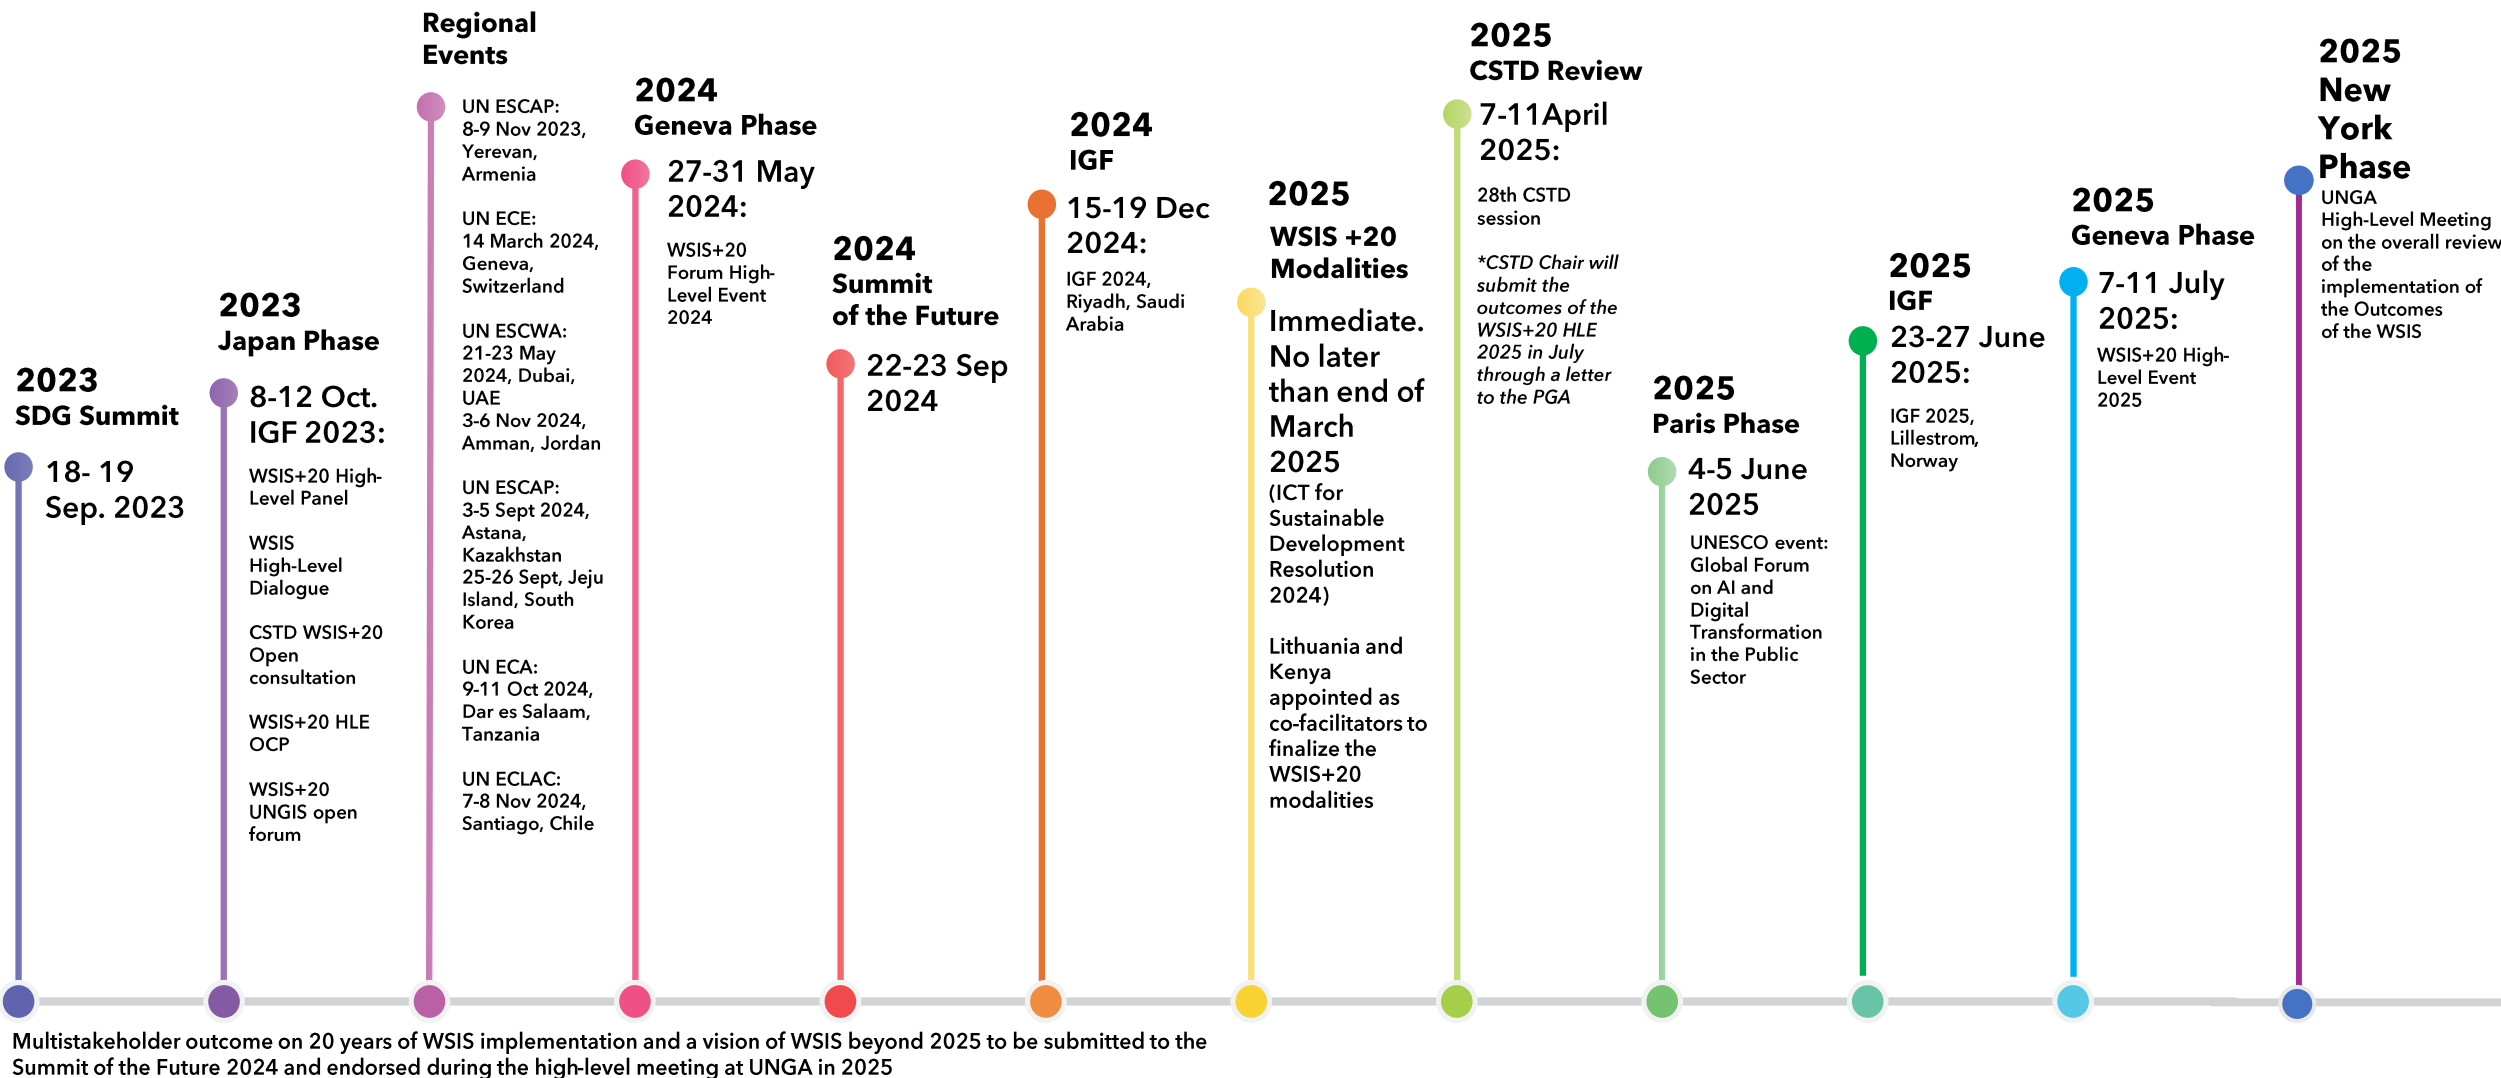 2023
SDG Summit
18- 19
Sep. 2023
2023
Japan Phase
8-12 Oct.
IGF 2023:
WSIS+20 High-
Level Panel
WSIS
High-Level
Dialogue
CSTD WSIS+20
Open
consultation
WSIS+20 HLE
OCP
WSIS+20
UNGIS open
forum
Regional
Events
UN ESCAP:
8-9 Nov 2023,
Yerevan,
Armenia
UN ECE:
14 March 2024,
Geneva,
Switzerland
UN ESCWA:
21-23 May
2024, Dubai,
UAE
3-6 Nov 2024,
Amman, Jordan
UN ESCAP:
3-5 Sept 2024,
Astana,
Kazakhstan
25-26 Sept, Jeju
Island, South
Korea
UN ECA:
9-11 Oct 2024,
Dar es Salaam,
Tanzania
UN ECLAC:
7-8 Nov 2024,
Santiago, Chile
2024
Geneva Phase
27-31 May
2024:
WSIS+20
Forum High-
Level Event
2024
2024
Summit
of the Future
22-23 Sep
2024
2024
IGF
15-19 Dec
2024:
IGF 2024,
Riyadh, Saudi
Arabia
2025
WSIS +20
Modalities
Immediate.
No later
than end of
March
2025
(ICT for
Sustainable
Development
Resolution
2024)
Lithuania and
Kenya
appointed as
co-facilitators to
finalize the
WSIS+20
modalities
2025
CSTD Review
7-11April
2025:
28th CSTD
session
*CSTD Chair will
submit the
outcomes of the
WSIS+20 HLE
2025 in July
through a letter
to the PGA
2025
Paris Phase
4-5 June
2025
UNESCO event:
Global Forum
on AI and
Digital
Transformation
in the Public
Sector
2025
IGF
23-27 June
2025:
IGF 2025,
Lillestrom,
Norway
2025
Geneva Phase
7-11 July
2025:
WSIS+20 High-
Level Event
2025
2025
New
York
Phase
UNGA
High-Level Meeting
on the overall review
of the
implementation of
the Outcomes
of the WSIS
Multistakeholder outcome on 20 years of WSIS implementation and a vision of WSIS beyond 2025 to be submitted to the
Summit of the Future 2024 and endorsed during the high-level meeting at UNGA in 2025